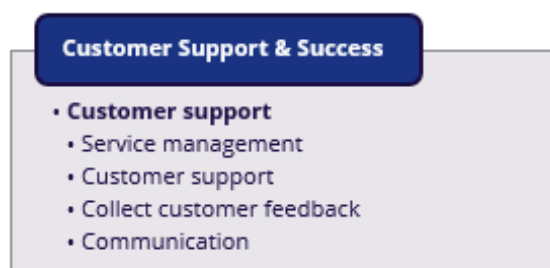 Customer Support & Success
• Customer support
• Service management
• Customer support
• Collect customer feedback
• Communication